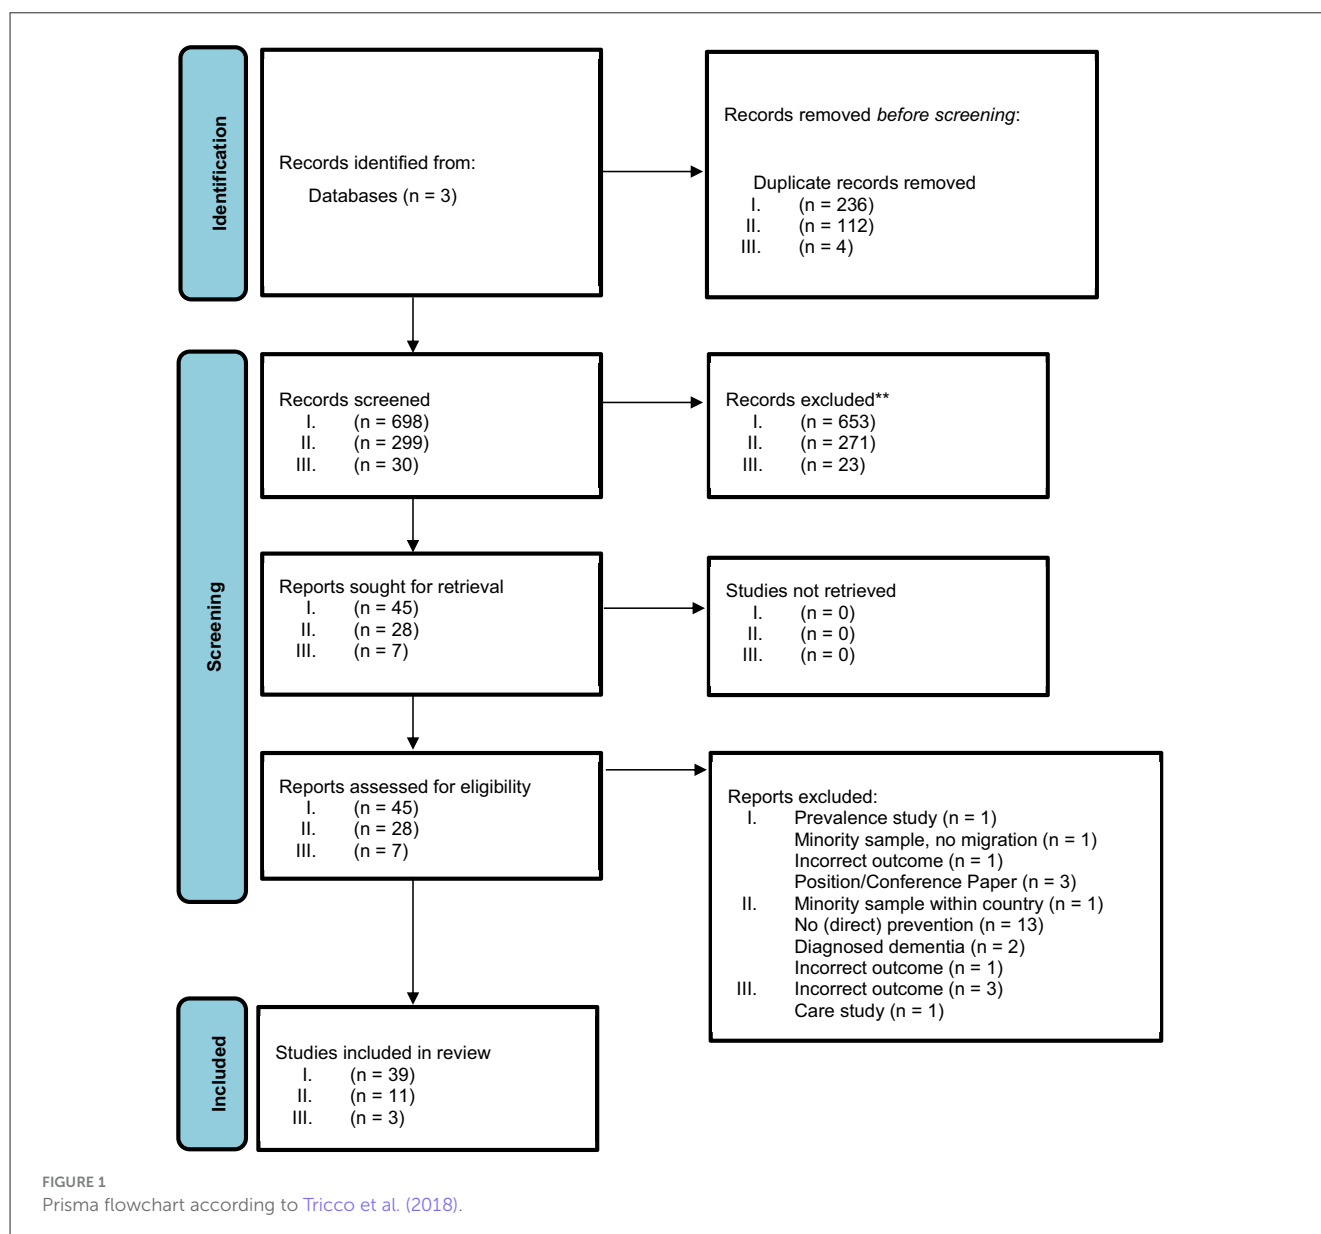 Identification
Records identified from:
Databases (n = 3)
Records removed before screening:
Duplicate records removed
I. (n = 236)
II. (n = 112)
III. (n = 4)
Screening
Records screened
I. (n = 698)
II. (n = 299)
III. (n = 30)
Records excluded**
I. (n = 653)
II. (n = 271)
III. (n = 23)
Reports sought for retrieval
I. (n = 45)
II. (n = 28)
III. (n = 7)
Studies not retrieved
I. (n = 0)
II. (n = 0)
III. (n = 0)
Reports assessed for eligibility
I. (n = 45)
II. (n = 28)
III. (n = 7)
Reports excluded:
I. Prevalence study (n = 1)
Minority sample, no migration (n = 1)
Incorrect outcome (n = 1)
Position/Conference Paper (n = 3)
II. Minority sample within country (n = 1)
No (direct) prevention (n = 13)
Diagnosed dementia (n = 2)
Incorrect outcome (n = 1)
III. Incorrect outcome (n = 3)
Care study (n = 1)
Included
Studies included in review
I. (n = 39)
II. (n = 11)
III. (n = 3)
FIGURE 1
Prisma flowchart according to Tricco et al. (2018).